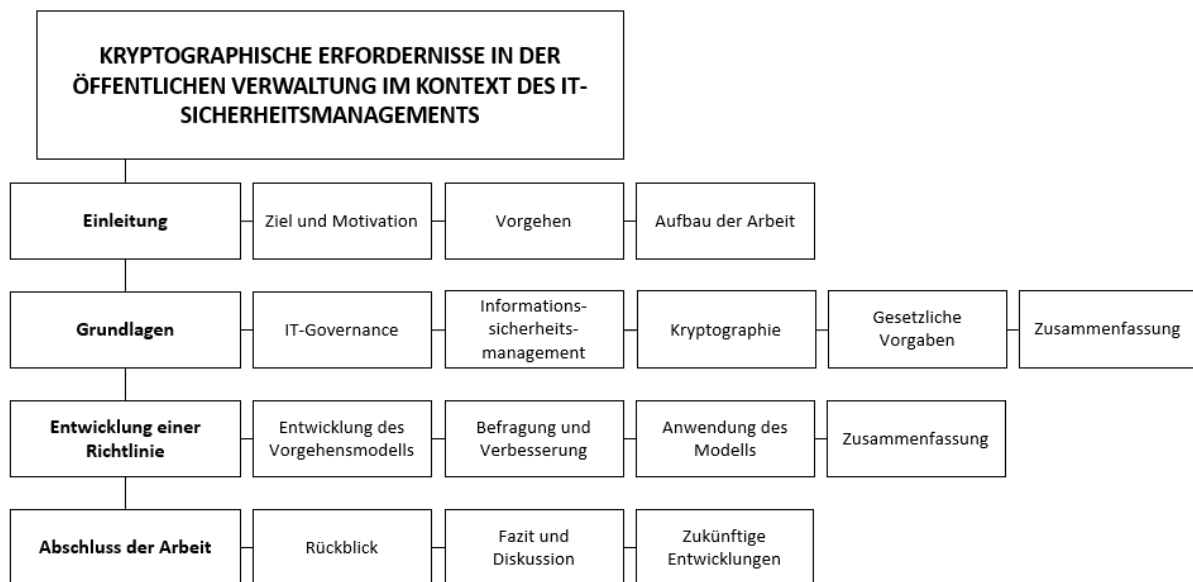 KRYPTOGRAPHISCHE ERFORDERNISSE IN DER
ÖFFENTLICHEN VERWALTUNG IM KONTEXT DES IT-
SICHERHEITSMANAGEMENTS
Einleitung
Ziel und Motivation
Vorgehen
Aufbau der Arbeit
Grundlagen
IT-Governance
Informations-
sicherheits-
management
Kryptographie
Gesetzliche
Vorgaben
Zusammenfassung
Entwicklung einer
Richtlinie
Entwicklung des
Vorgehensmodells
Befragung und
Verbesserung
Anwendung des
Modells
Zusammenfassung
Abschluss der Arbeit
Rückblick
Fazit und
Diskussion
Zukünftige
Entwicklungen